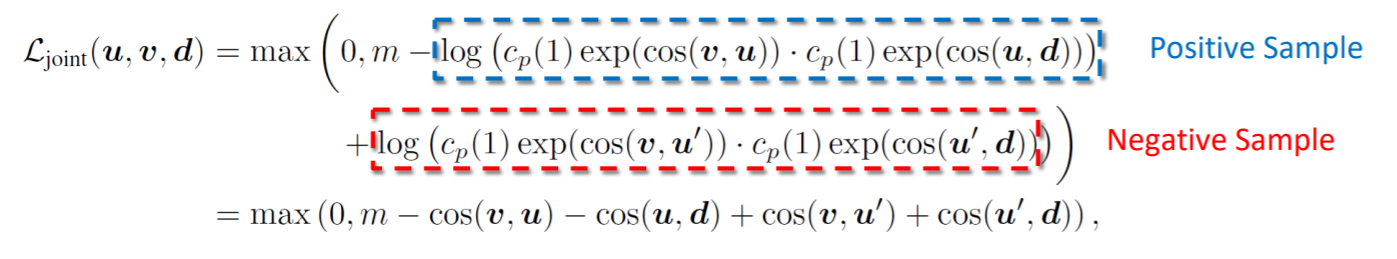 ℒ_joint(u, v, d) = max ( 0, m − log (c_p(1) exp(cos(v, u)) · c_p(1) exp(cos(u, d))) Positive Sample
+ log (c_p(1) exp(cos(v, u′)) · c_p(1) exp(cos(u′, d))) ) Negative Sample
= max (0, m − cos(v, u) − cos(u, d) + cos(v, u′) + cos(u′, d)) ,